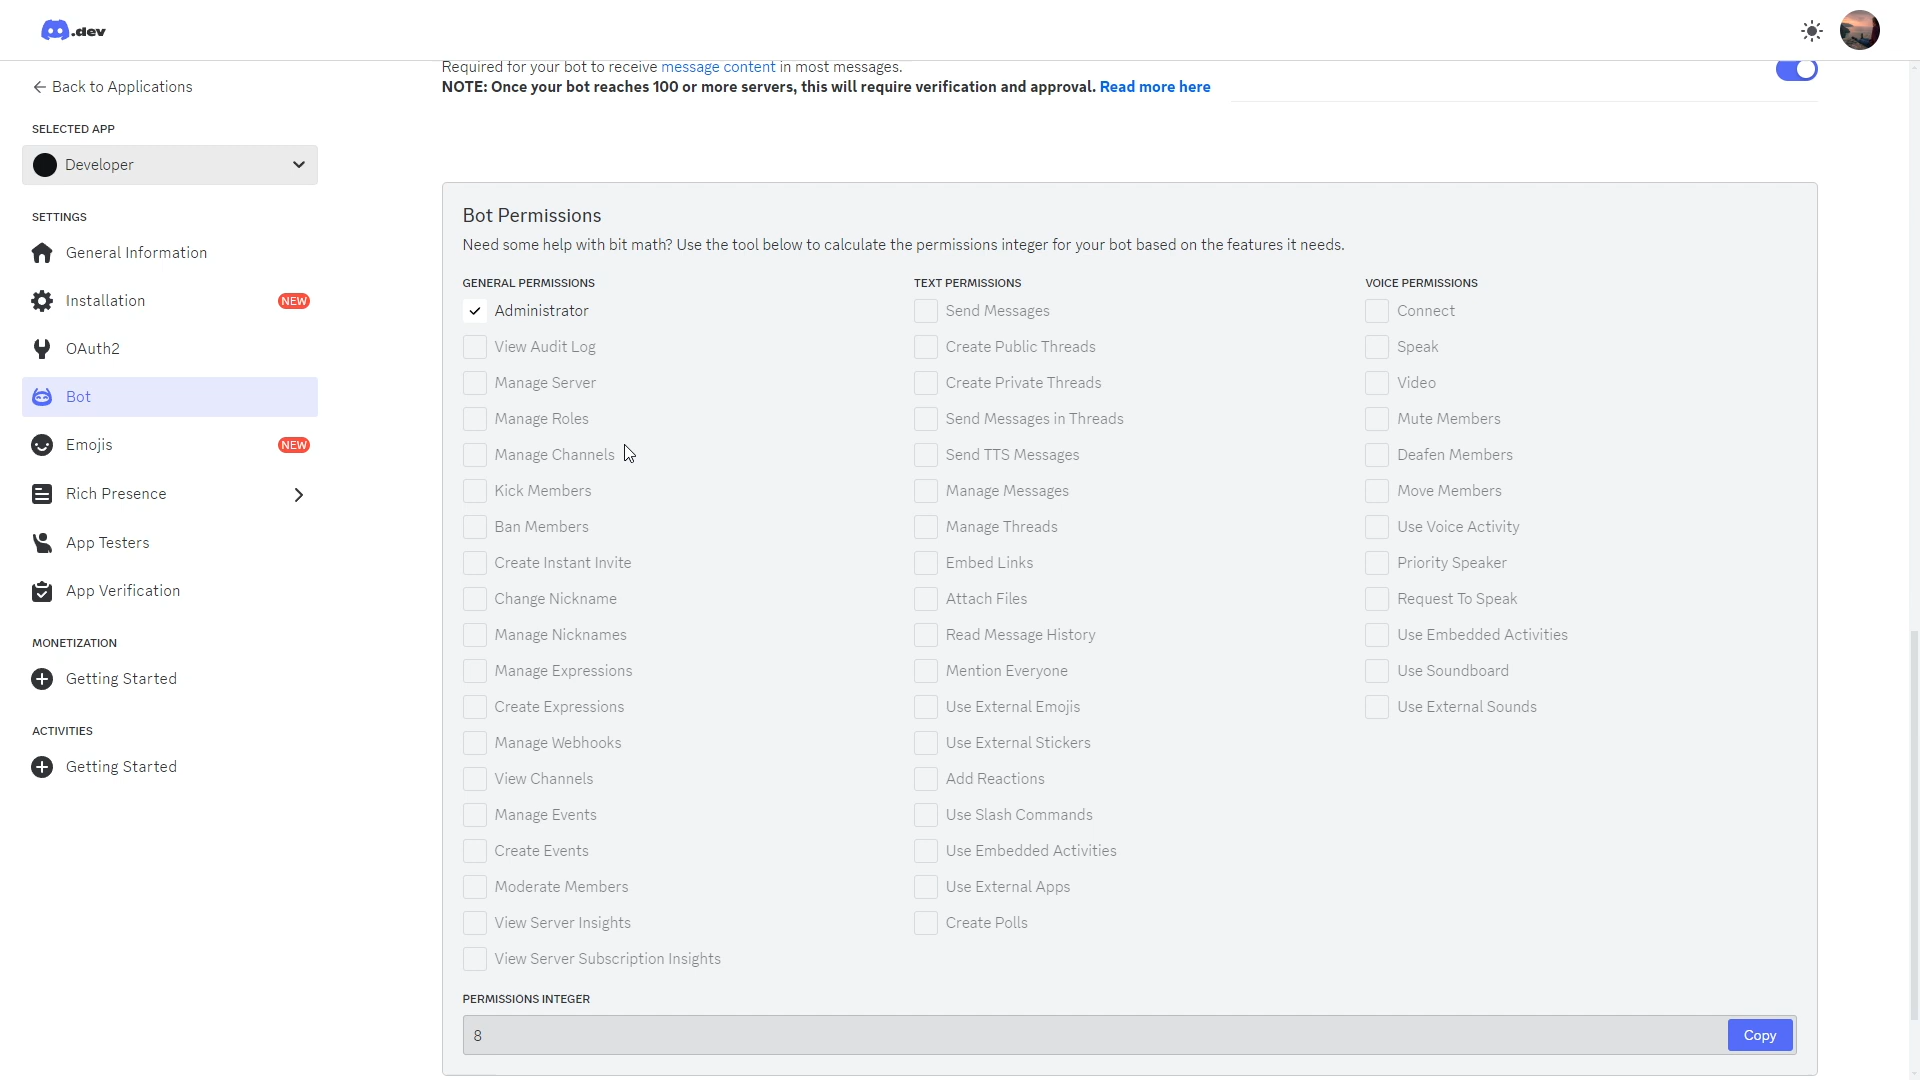 .dev
Back to Applications
SELECTED APP
Developer
SETTINGS
General Information
Installation NEW
OAuth2
Bot
Emojis NEW
Rich Presence
App Testers
App Verification
MONETIZATION
Getting Started
ACTIVITIES
Getting Started
Required for your bot to receive message content in most messages.
NOTE: Once your bot reaches 100 or more servers, this will require verification and approval. Read more here
Bot Permissions
Need some help with bit math? Use the tool below to calculate the permissions integer for your bot based on the features it needs.
GENERAL PERMISSIONS
Administrator
View Audit Log
Manage Server
Manage Roles
Manage Channels
Kick Members
Ban Members
Create Instant Invite
Change Nickname
Manage Nicknames
Manage Expressions
Create Expressions
Manage Webhooks
View Channels
Manage Events
Create Events
Moderate Members
View Server Insights
View Server Subscription Insights
TEXT PERMISSIONS
Send Messages
Create Public Threads
Create Private Threads
Send Messages in Threads
Send TTS Messages
Manage Messages
Manage Threads
Embed Links
Attach Files
Read Message History
Mention Everyone
Use External Emojis
Use External Stickers
Add Reactions
Use Slash Commands
Use Embedded Activities
Use External Apps
Create Polls
VOICE PERMISSIONS
Connect
Speak
Video
Mute Members
Deafen Members
Move Members
Use Voice Activity
Priority Speaker
Request To Speak
Use Embedded Activities
Use Soundboard
Use External Sounds
PERMISSIONS INTEGER
8
Copy